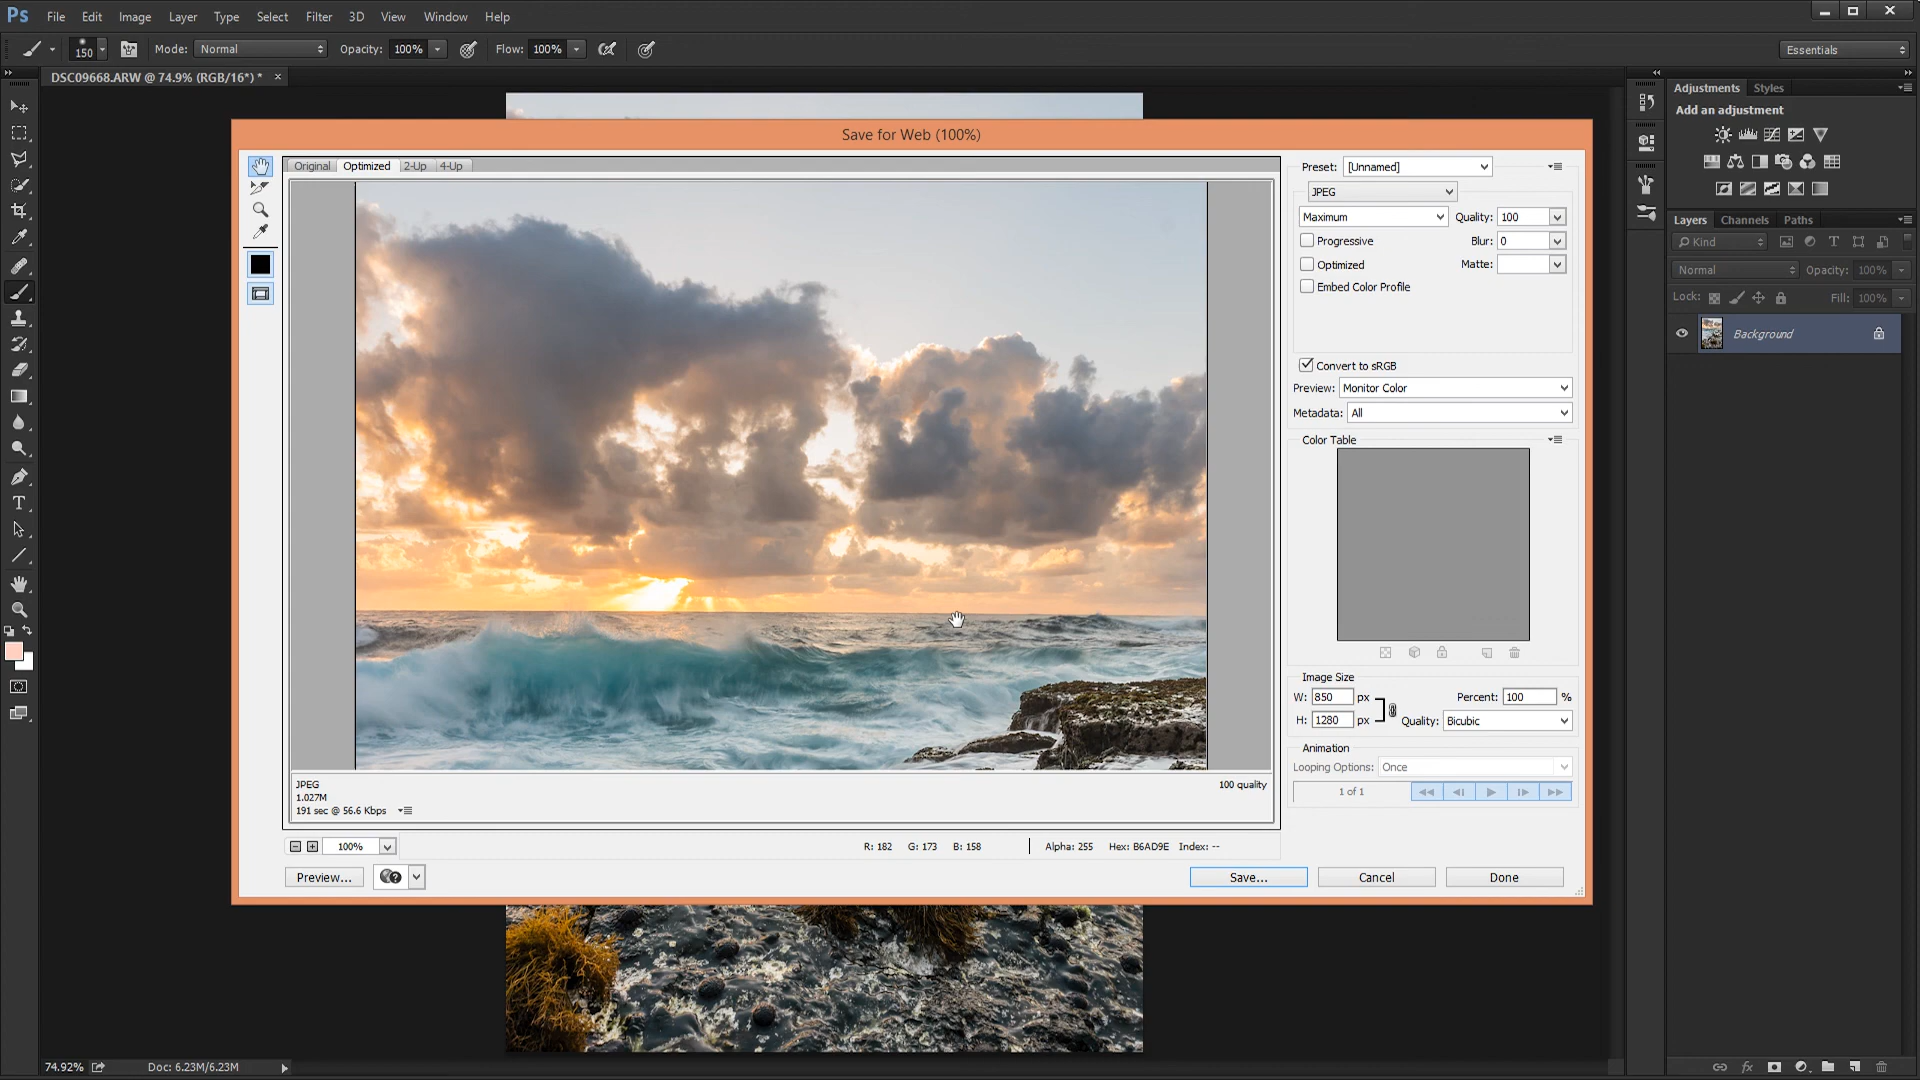 Ps File Edit Image Layer Type Select Filter 3D View Window Help
150 Mode: Normal Opacity: 100% Flow: 100% Essentials
DSC09668.ARW @ 74.9% (RGB/16*) * ×
Adjustments Styles
Add an adjustment
Layers Channels Paths
Kind
Normal Opacity: 100%
Lock: Fill: 100%
Background
Save for Web (100%)
Original Optimized 2-Up 4-Up
Preset: [Unnamed]
JPEG
Maximum Quality: 100
Progressive Blur: 0
Optimized Matte:
Embed Color Profile
Convert to sRGB
Preview: Monitor Color
Metadata: All
Color Table
Image Size
W: 850 px Percent: 100 %
H: 1280 px Quality: Bicubic
Animation
Looping Options: Once
1 of 1
JPEG 100 quality
1.027M
191 sec @ 56.6 Kbps
100% R: 182 G: 173 B: 158 Alpha: 255 Hex: B6AD9E Index: --
Preview... Save... Cancel Done
74.92% Doc: 6.23M/6.23M
fx